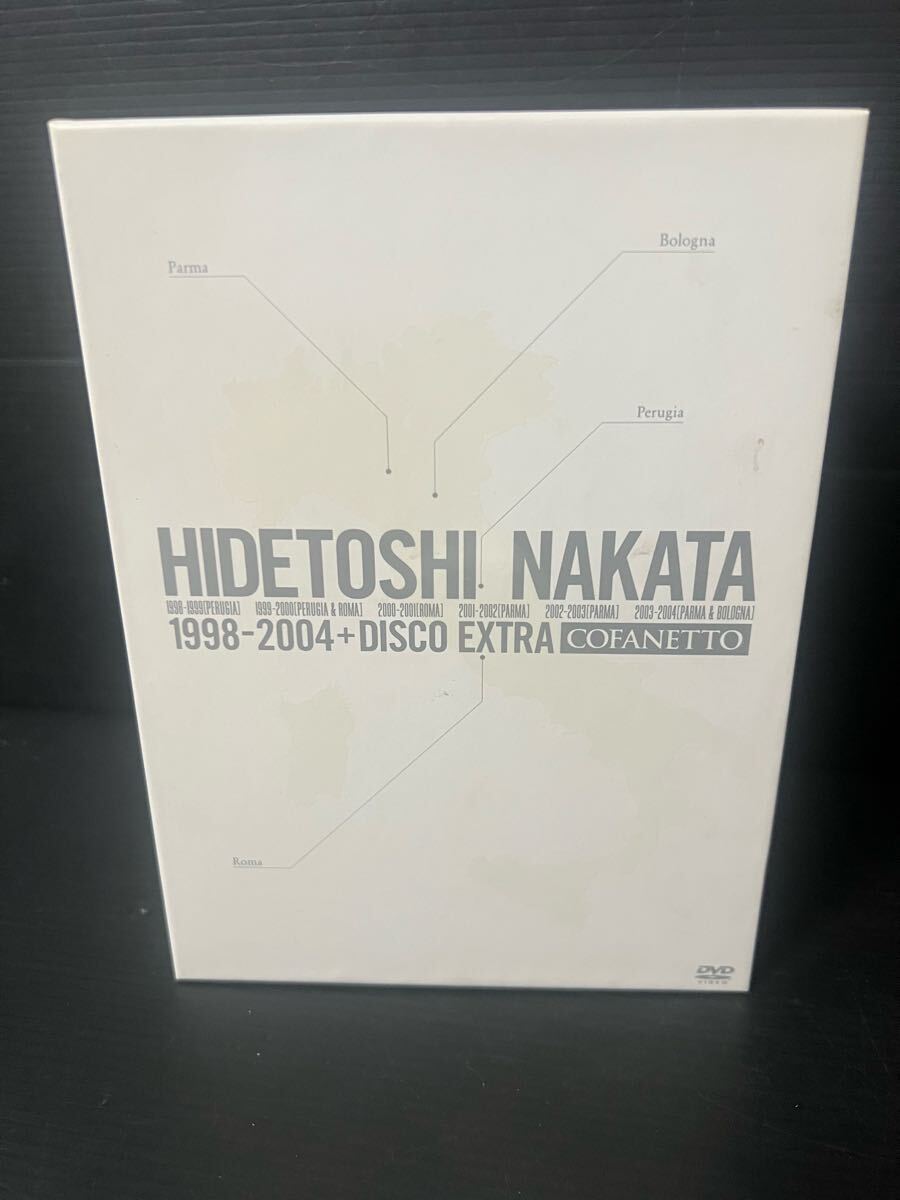 Bologna
Parma
Perugia
HIDETOSHI NAKATA
1998-1999[PERUGIA] 1999-2000[PERUGIA & ROMA] 2000-2001[ROMA] 2001-2002[PARMA] 2002-2003[PARMA] 2003-2004[PARMA & BOLOGNA]
1998-2004+DISCO EXTRA COFANETTO
Roma
DVD
VIDEO